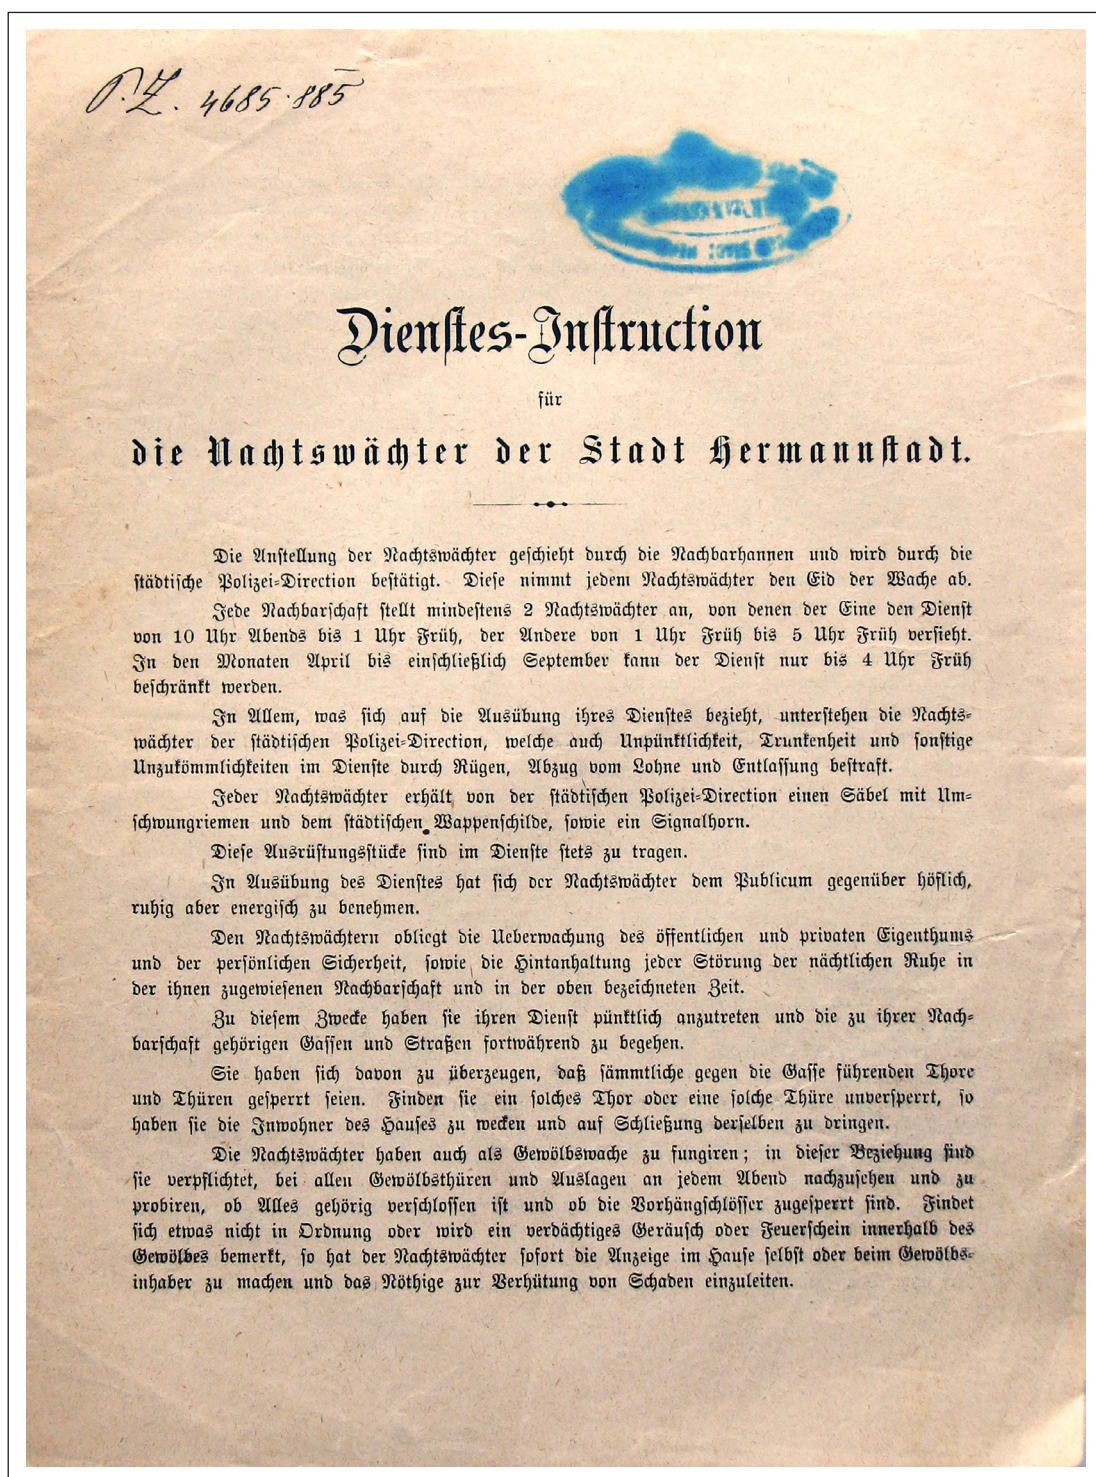 P. Z. 4685·885
Dienstes-Instruction
für
die Nachtswächter der Stadt Hermannstadt.
Die Anstellung der Nachtswächter geschieht durch die Nachbarhannen und wird durch die
städtische Polizei-Direction bestätigt. Diese nimmt jedem Nachtswächter den Eid der Wache ab.
Jede Nachbarschaft stellt mindestens 2 Nachtswächter an, von denen der Eine den Dienst
von 10 Uhr Abends bis 1 Uhr Früh, der Andere von 1 Uhr Früh bis 5 Uhr Früh versieht.
In den Monaten April bis einschließlich September kann der Dienst nur bis 4 Uhr Früh
beschränkt werden.
In Allem, was sich auf die Ausübung ihres Dienstes bezieht, unterstehen die Nachts-
wächter der städtischen Polizei-Direction, welche auch Unpünktlichkeit, Trunkenheit und sonstige
Unzukömmlichkeiten im Dienste durch Rügen, Abzug vom Lohne und Entlassung bestraft.
Jeder Nachtswächter erhält von der städtischen Polizei-Direction einen Säbel mit Um-
schwungriemen und dem städtischen Wappenschilde, sowie ein Signalhorn.
Diese Ausrüstungsstücke sind im Dienste stets zu tragen.
In Ausübung des Dienstes hat sich der Nachtswächter dem Publicum gegenüber höflich,
ruhig aber energisch zu benehmen.
Den Nachtswächtern obliegt die Ueberwachung des öffentlichen und privaten Eigenthums
und der persönlichen Sicherheit, sowie die Hintanhaltung jeder Störung der nächtlichen Ruhe in
der ihnen zugewiesenen Nachbarschaft und in der oben bezeichneten Zeit.
Zu diesem Zwecke haben sie ihren Dienst pünktlich anzutreten und die zu ihrer Nach-
barschaft gehörigen Gassen und Straßen fortwährend zu begehen.
Sie haben sich davon zu überzeugen, daß sämmtliche gegen die Gasse führenden Thore
und Thüren gesperrt seien. Finden sie ein solches Thor oder eine solche Thüre unversperrt, so
haben sie die Inwohner des Hauses zu wecken und auf Schließung derselben zu dringen.
Die Nachtswächter haben auch als Gewölbswache zu fungiren; in dieser Beziehung sind
sie verpflichtet, bei allen Gewölbsthüren und Auslagen an jedem Abend nachzusehen und zu
probiren, ob Alles gehörig verschlossen ist und ob die Vorhängschlösser zugesperrt sind. Findet
sich etwas nicht in Ordnung oder wird ein verdächtiges Geräusch oder Feuerschein innerhalb des
Gewölbes bemerkt, so hat der Nachtswächter sofort die Anzeige im Hause selbst oder beim Gewölbs-
inhaber zu machen und das Nöthige zur Verhütung von Schaden einzuleiten.